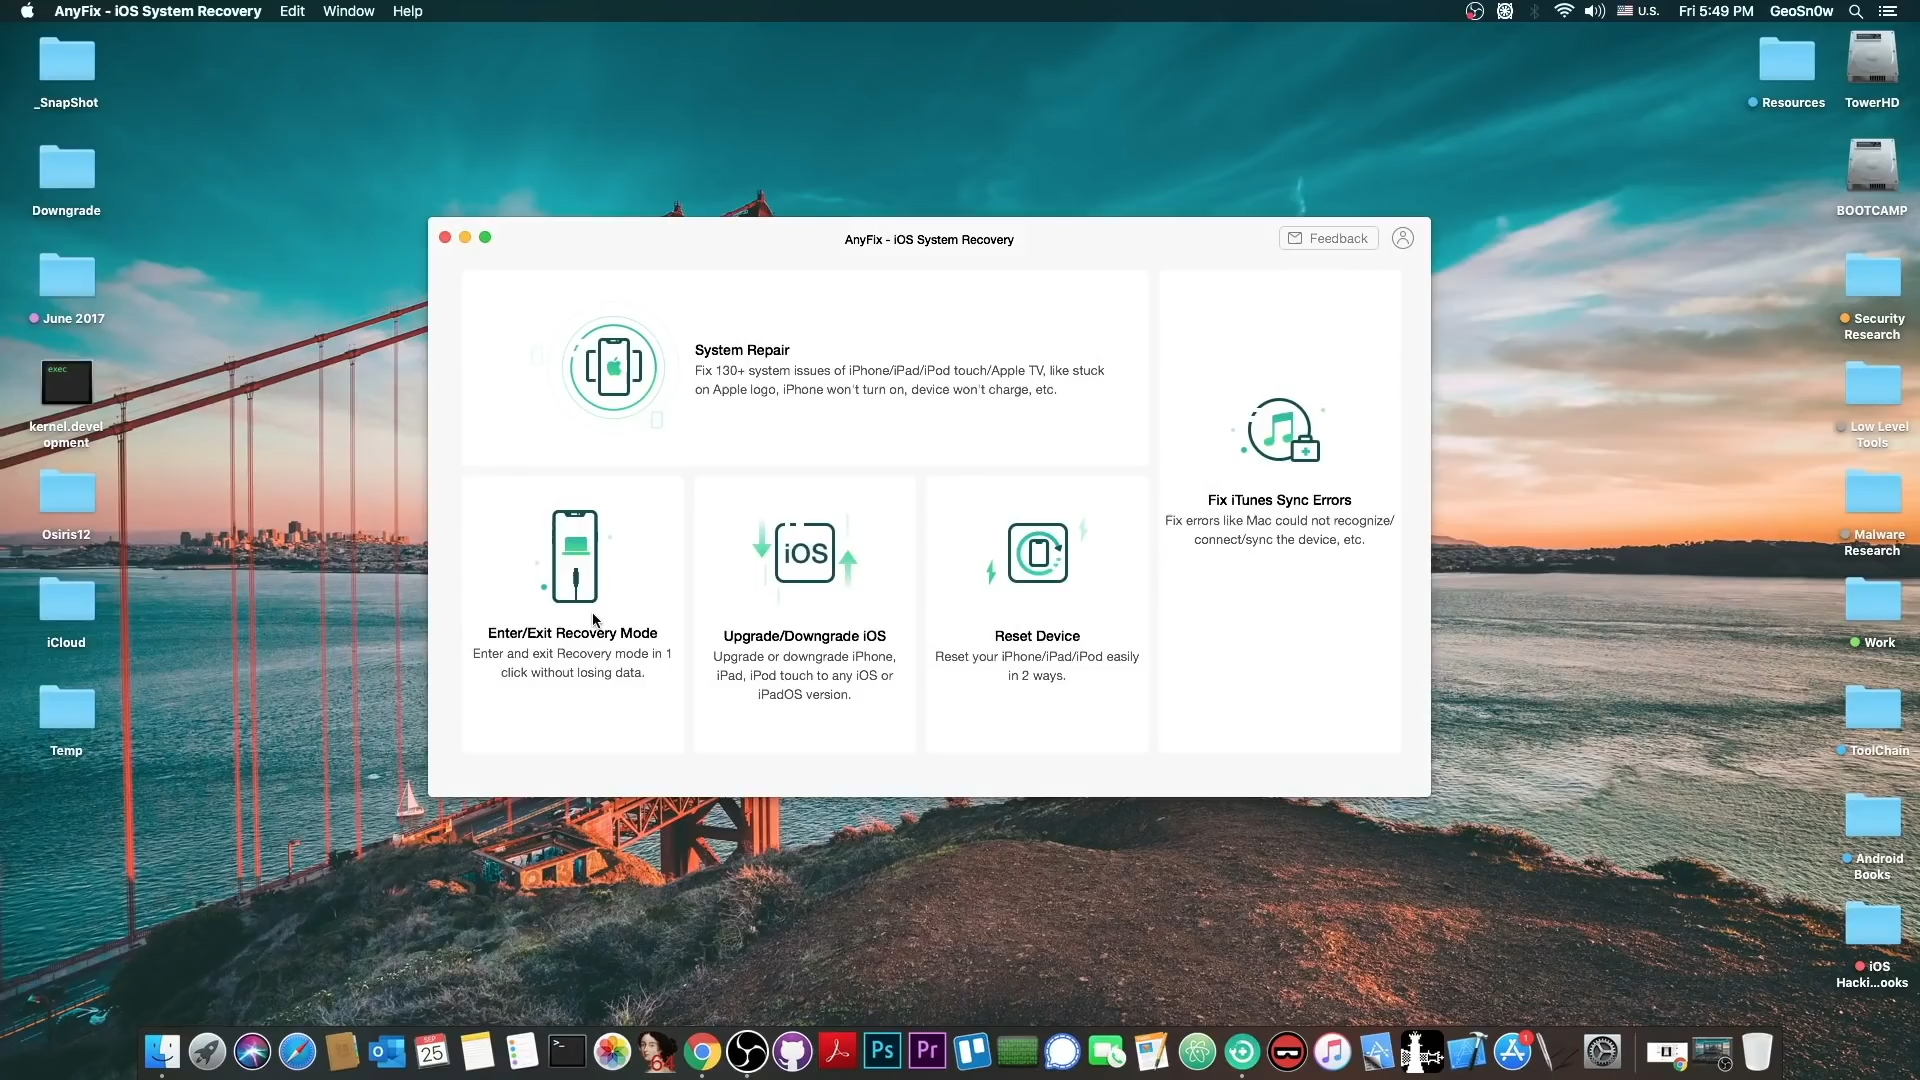 AnyFix - iOS System Recovery Edit Window Help U.S. Fri 5:49 PM GeoSn0w
_SnapShot
Downgrade
June 2017
exec
kernel.devel
opment
Osiris12
iCloud
Temp
AnyFix - iOS System Recovery
Feedback
System Repair
Fix 130+ system issues of iPhone/iPad/iPod touch/Apple TV, like stuck
on Apple logo, iPhone won't turn on, device won't charge, etc.
Enter/Exit Recovery Mode
Enter and exit Recovery mode in 1
click without losing data.
iOS
Upgrade/Downgrade iOS
Upgrade or downgrade iPhone,
iPad, iPod touch to any iOS or
iPadOS version.
Reset Device
Reset your iPhone/iPad/iPod easily
in 2 ways.
Fix iTunes Sync Errors
Fix errors like Mac could not recognize/
connect/sync the device, etc.
Resources
TowerHD
BOOTCAMP
Security
Research
Low Level
Tools
Malware
Research
Work
ToolChain
Android
Books
iOS
Hacki...ooks
SEP
25
>_
Ps
Pr
1